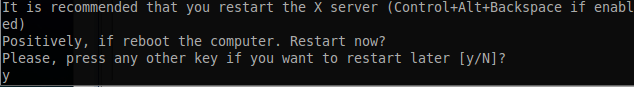 It is recommended that you restart the X server (Control+Alt+Backspace if enabl
ed)
Positively, if reboot the computer. Restart now?
Please, press any other key if you want to restart later [y/N]?
y